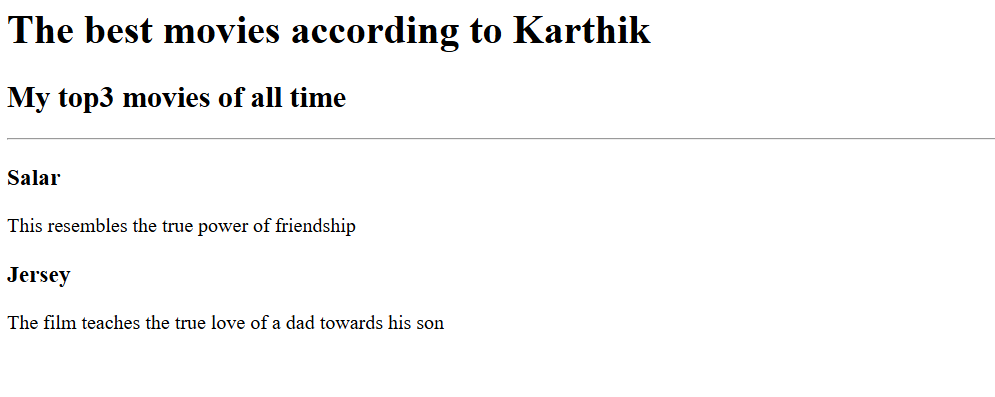 The best movies according to Karthik
My top3 movies of all time
Salar
This resembles the true power of friendship
Jersey
The film teaches the true love of a dad towards his son